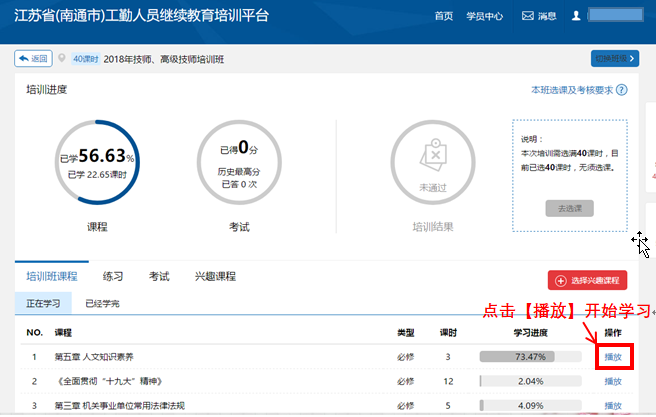 江苏省(南通市)工勤人员继续教育培训平台
首页 学员中心 消息
返回 40课时 2018年技师、高级技师培训班 切换班级
培训进度 本班选课及考核要求 ?
已学56.63%
已学 22.65课时
课程
已得0分
历史最高分
已答 0 次
考试
未通过
培训结果
说明：
本次培训需选满40课时，目
前已选40课时，无须选课。
去选课
培训班课程 练习 考试 兴趣课程 选择兴趣课程
正在学习 已经学完
点击【播放】开始学习
NO. 课程 类型 课时 学习进度 操作
1 第五章 人文知识素养 必修 3 73.47% 播放
2 《全面贯彻“十九大”精神》 必修 12 2.04% 播放
3 第三章 机关事业单位常用法律法规 必修 5 4.09% 播放